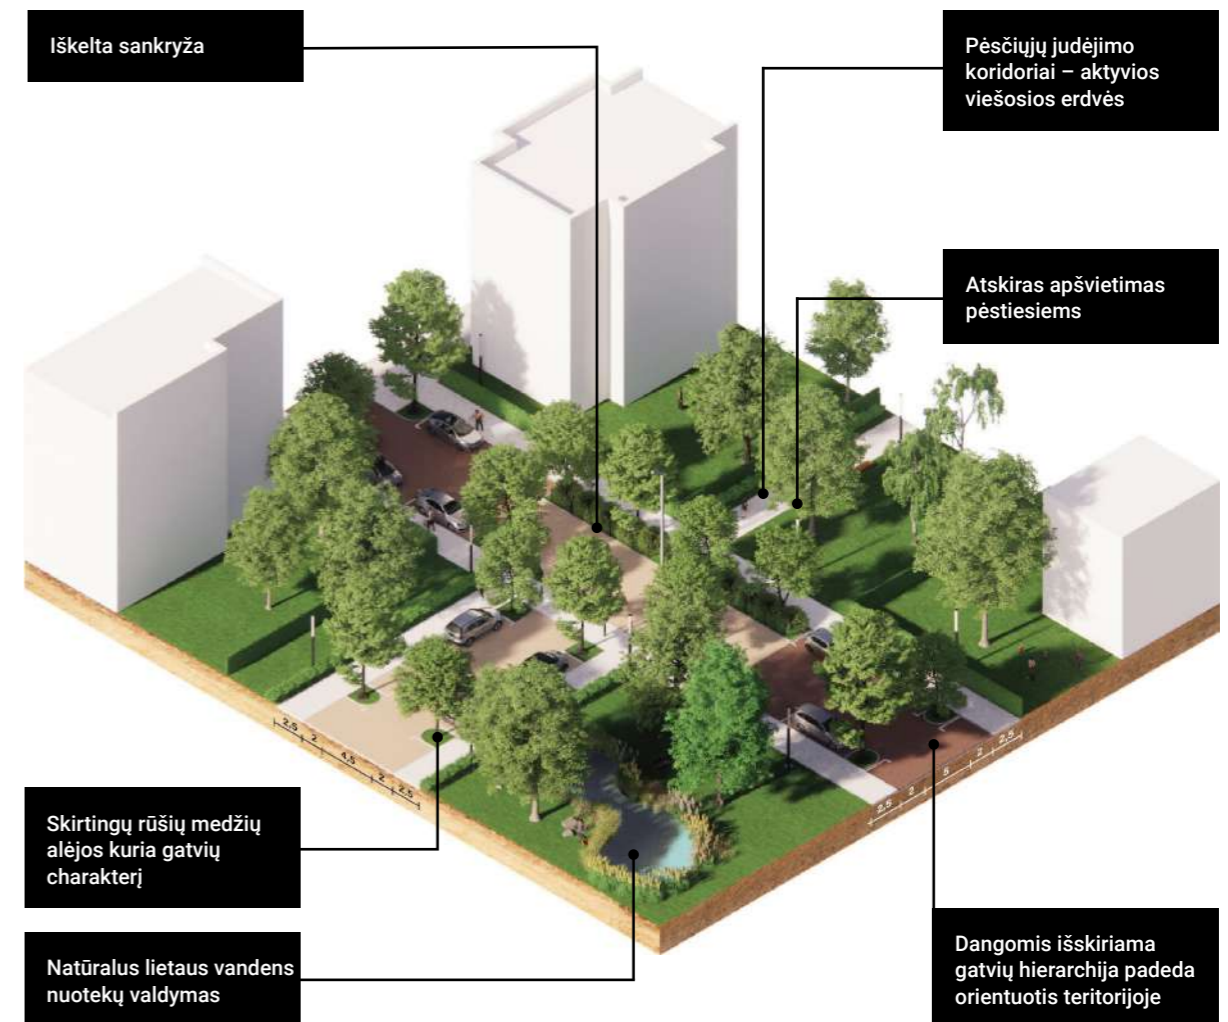 Iškelta sankryža
Pėsčiųjų judėjimo
koridoriai – aktyvios
viešosios erdvės
Atskiras apšvietimas
pėstiesiems
2,5 2 4,5 2 2,5
2,5 2 5 2 2,5
Skirtingų rūšių medžių
alėjos kuria gatvių
charakterį
Natūralus lietaus vandens
nuotekų valdymas
Dangomis išskiriama
gatvių hierarchija padeda
orientuotis teritorijoje